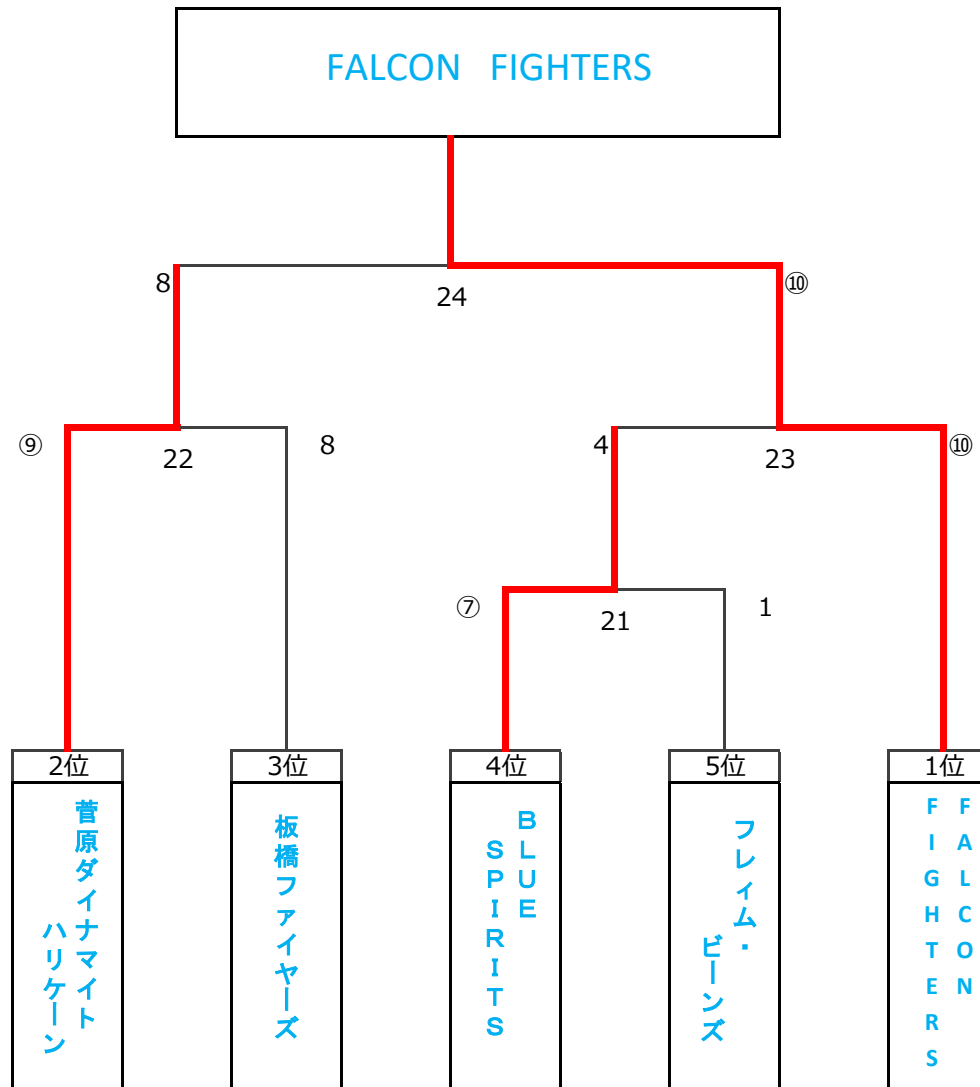 FALCON FIGHTERS
8
24
⑩
⑨
22
8
4
23
⑩
⑦
21
1
2位
3位
4位
5位
1位
菅原ダイナマイト
ハリケーン
板橋ファイヤーズ
ＢＬＵＥ
ＳＰＩＲＩＴＳ
フレィム・
ビーンズ
FALCON
FIGHTERS